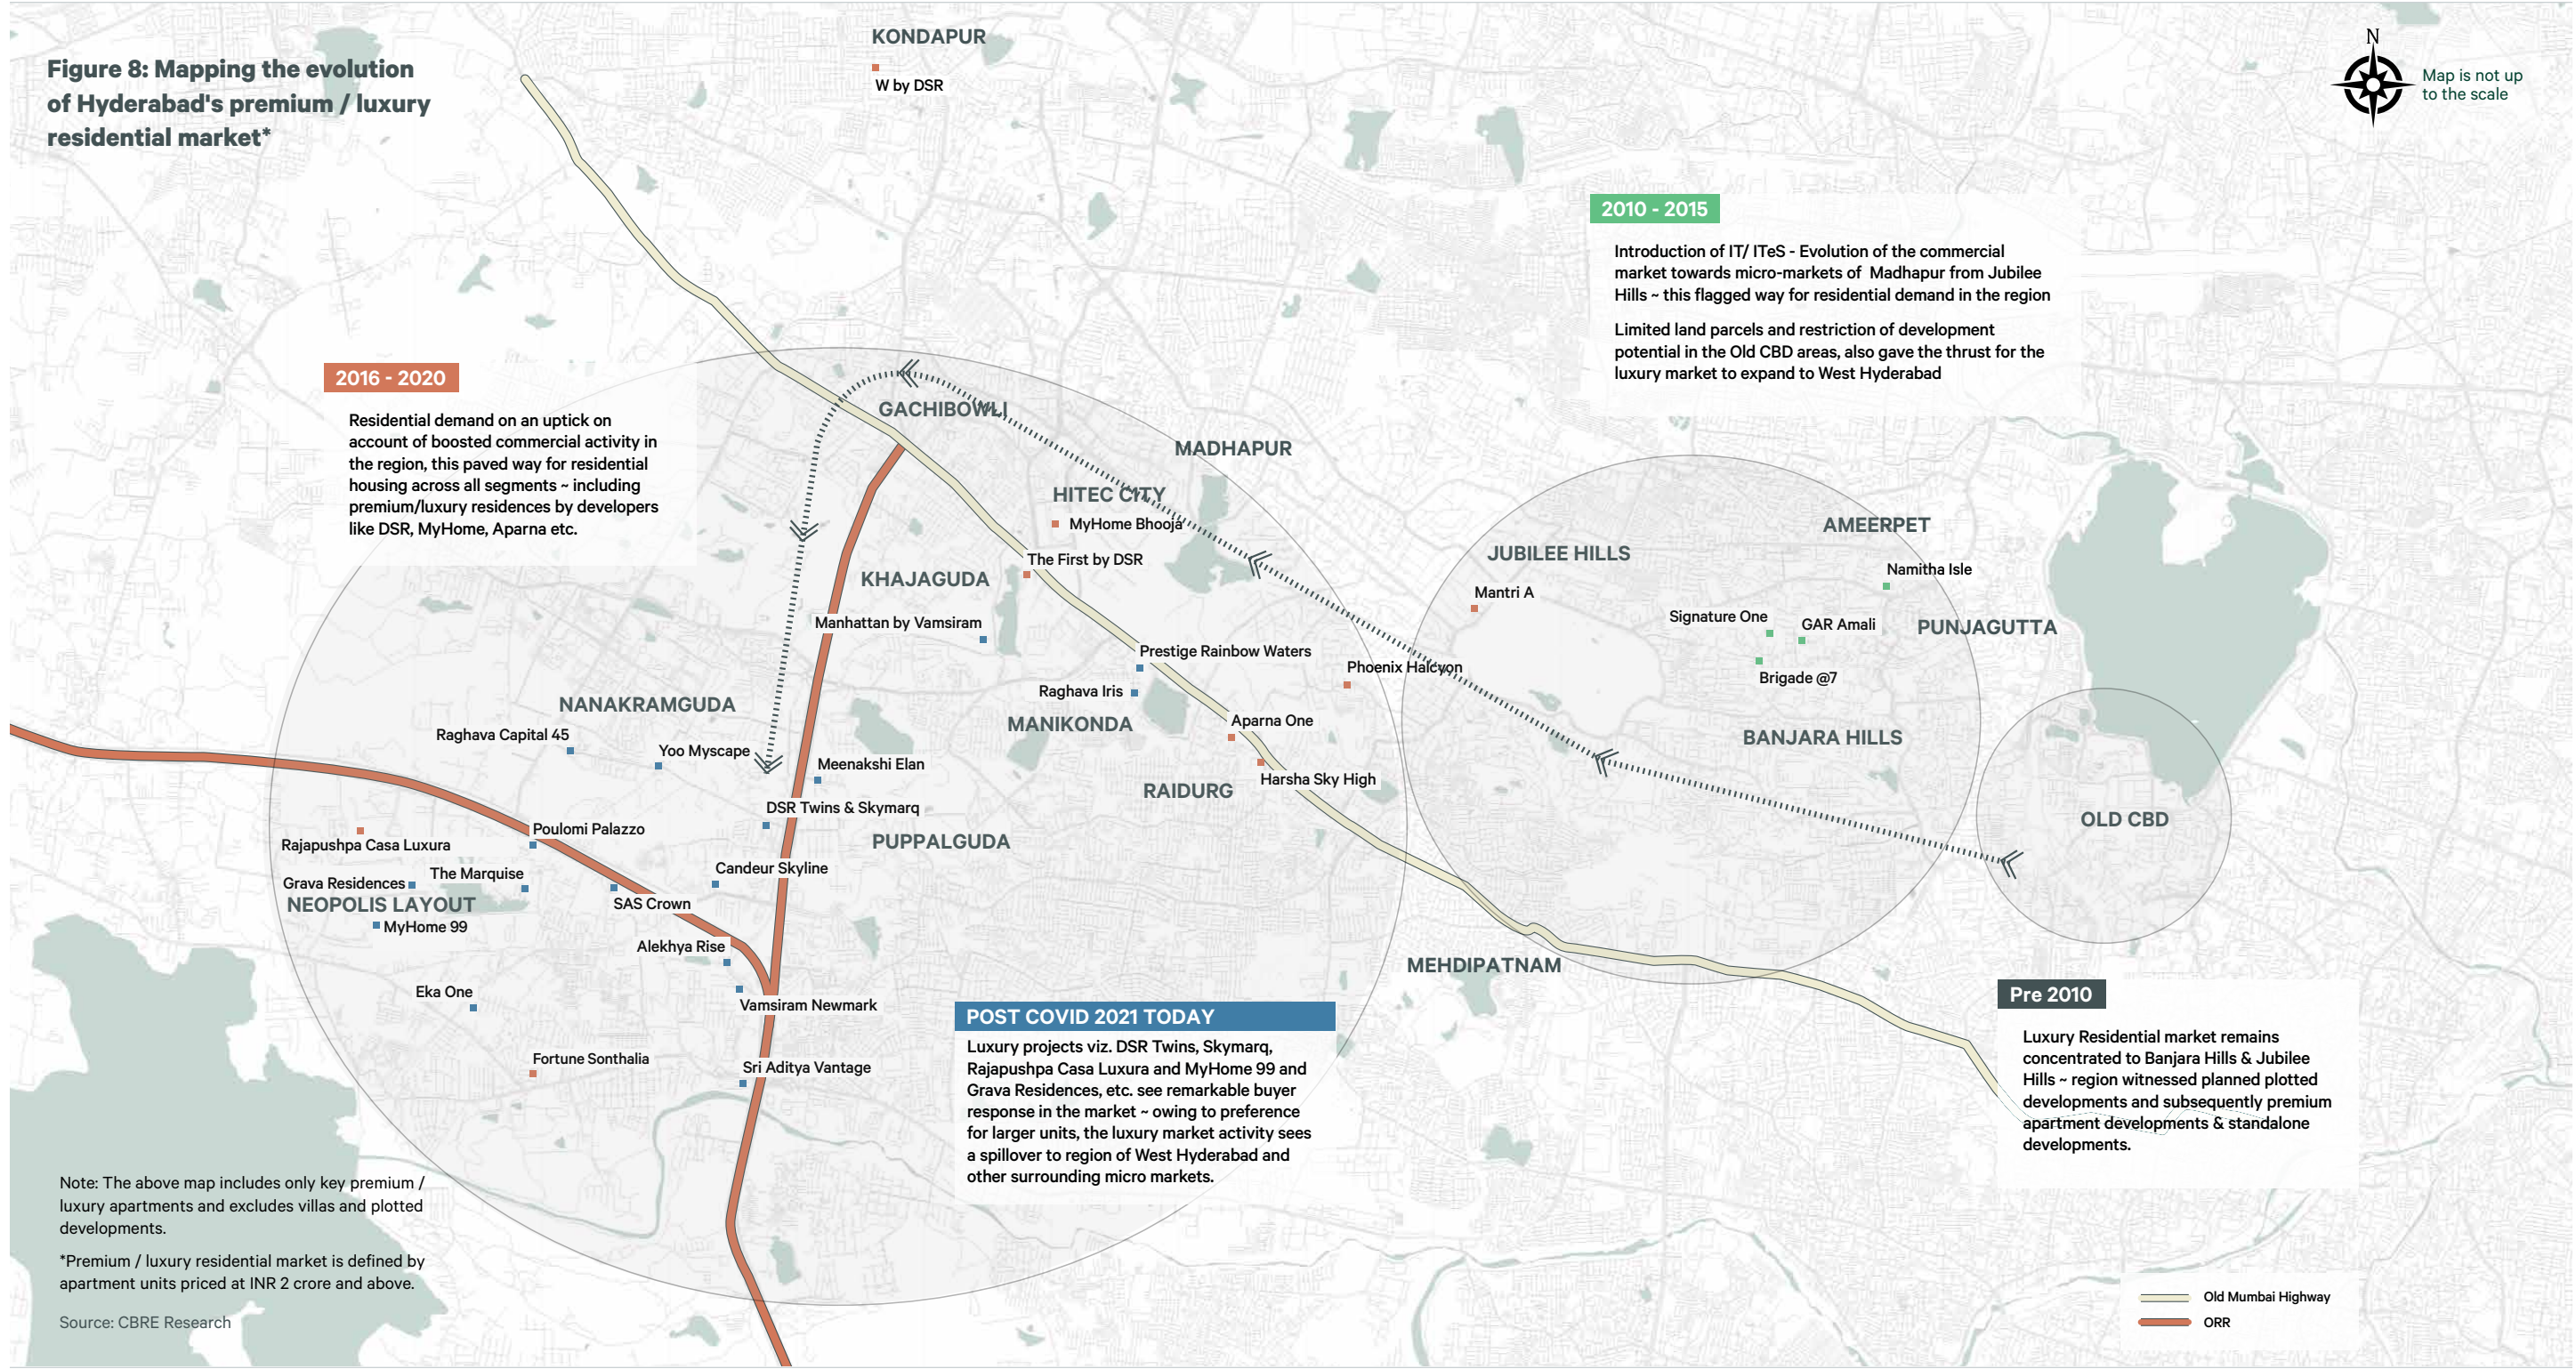 Figure 8: Mapping the evolution
of Hyderabad's premium / luxury
residential market*
KONDAPUR
W by DSR
N
Map is not up
to the scale
2010 - 2015
Introduction of IT/ ITeS - Evolution of the commercial
market towards micro-markets of Madhapur from Jubilee
Hills ~ this flagged way for residential demand in the region
Limited land parcels and restriction of development
potential in the Old CBD areas, also gave the thrust for the
luxury market to expand to West Hyderabad
2016 - 2020
Residential demand on an uptick on
account of boosted commercial activity in
the region, this paved way for residential
housing across all segments ~ including
premium/luxury residences by developers
like DSR, MyHome, Aparna etc.
GACHIBOWLI
MADHAPUR
HITEC CITY
MyHome Bhooja
The First by DSR
KHAJAGUDA
Manhattan by Vamsiram
Prestige Rainbow Waters
Raghava Iris
MANIKONDA
Phoenix Halcyon
Aparna One
Harsha Sky High
RAIDURG
JUBILEE HILLS
Mantri A
AMEERPET
Namitha Isle
Signature One
GAR Amali
PUNJAGUTTA
Brigade @7
BANJARA HILLS
OLD CBD
NANAKRAMGUDA
Raghava Capital 45
Yoo Myscape
Meenakshi Elan
DSR Twins & Skymarq
PUPPALGUDA
Poulomi Palazzo
Rajapushpa Casa Luxura
Candeur Skyline
Grava Residences
The Marquise
NEOPOLIS LAYOUT
SAS Crown
MyHome 99
Alekhya Rise
Eka One
Vamsiram Newmark
Fortune Sonthalia
Sri Aditya Vantage
MEHDIPATNAM
POST COVID 2021 TODAY
Luxury projects viz. DSR Twins, Skymarq,
Rajapushpa Casa Luxura and MyHome 99 and
Grava Residences, etc. see remarkable buyer
response in the market ~ owing to preference
for larger units, the luxury market activity sees
a spillover to region of West Hyderabad and
other surrounding micro markets.
Pre 2010
Luxury Residential market remains
concentrated to Banjara Hills & Jubilee
Hills ~ region witnessed planned plotted
developments and subsequently premium
apartment developments & standalone
developments.
Note: The above map includes only key premium /
luxury apartments and excludes villas and plotted
developments.
*Premium / luxury residential market is defined by
apartment units priced at INR 2 crore and above.
Source: CBRE Research
Old Mumbai Highway
ORR